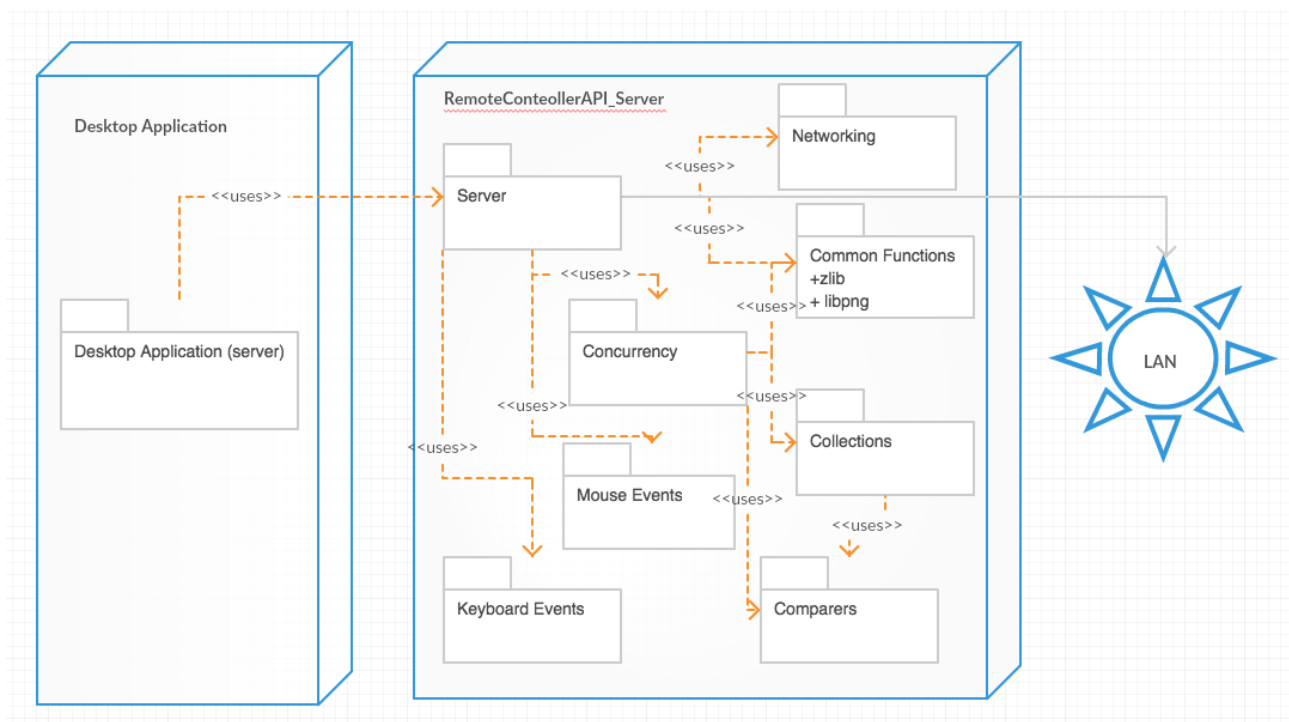 Desktop Application
<<uses>>
Desktop Application (server)
RemoteConteollerAPI_Server
Server
Networking
<<uses>>
<<uses>>
Common Functions
+zlib
+ libpng
<<uses>>
<<uses>>
Concurrency
<<uses>>
<<uses>>
Collections
<<uses>>
Mouse Events
<<uses>>
<<uses>>
Keyboard Events
Comparers
LAN